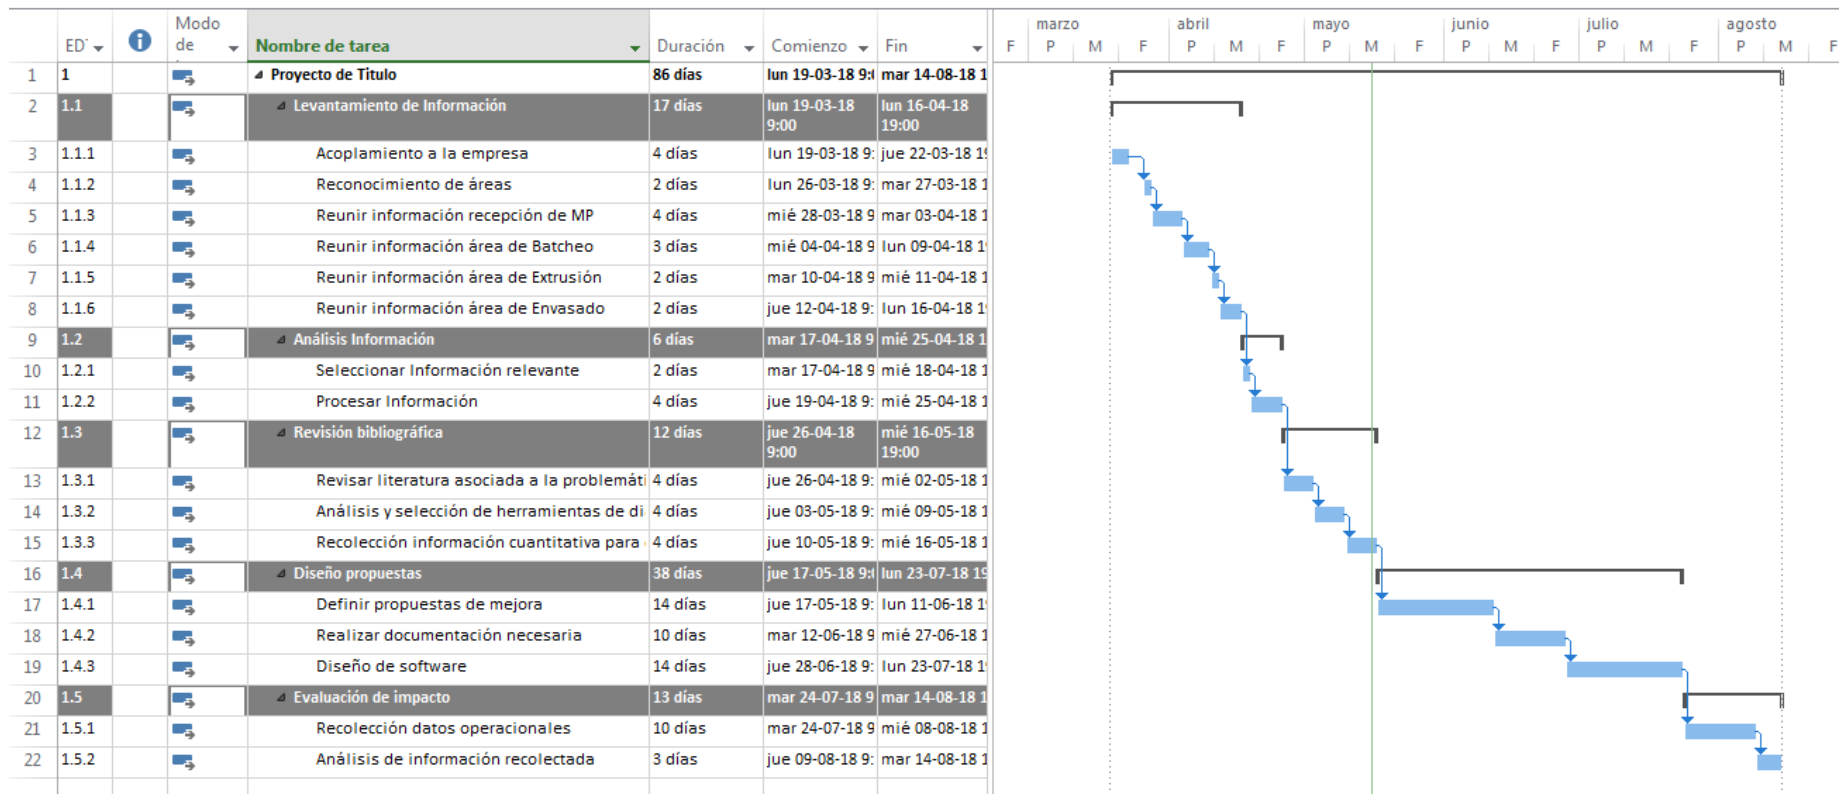 marzo abril mayo junio julio agosto
Modo
ED de Nombre de tarea Duración Comienzo Fin F P M F P M F P M F P M F P M F
1 1 Proyecto de Titulo 86 días lun 19-03-18 9:0 mar 14-08-18 1
2 1.1 Levantamiento de Información 17 días lun 19-03-18 lun 16-04-18
9:00 19:00
3 1.1.1 Acoplamiento a la empresa 4 días lun 19-03-18 9: jue 22-03-18 19
4 1.1.2 Reconocimiento de áreas 2 días lun 26-03-18 9: mar 27-03-18 1
5 1.1.3 Reunir información recepción de MP 4 días mié 28-03-18 9 mar 03-04-18 1
6 1.1.4 Reunir información área de Batcheo 3 días mié 04-04-18 9 lun 09-04-18 19
7 1.1.5 Reunir información área de Extrusión 2 días mar 10-04-18 9 mié 11-04-18 1
8 1.1.6 Reunir información área de Envasado 2 días jue 12-04-18 9: lun 16-04-18 19
9 1.2 Análisis Información 6 días mar 17-04-18 9 mié 25-04-18 1
10 1.2.1 Seleccionar Información relevante 2 días mar 17-04-18 9 mié 18-04-18 1
11 1.2.2 Procesar Información 4 días jue 19-04-18 9: mié 25-04-18 1
12 1.3 Revisión bibliográfica 12 días jue 26-04-18 mié 16-05-18
9:00 19:00
13 1.3.1 Revisar literatura asociada a la problemáti 4 días jue 26-04-18 9: mié 02-05-18 1
14 1.3.2 Análisis y selección de herramientas de di 4 días jue 03-05-18 9: mié 09-05-18 1
15 1.3.3 Recolección información cuantitativa para 4 días jue 10-05-18 9: mié 16-05-18 1
16 1.4 Diseño propuestas 38 días jue 17-05-18 9:0 lun 23-07-18 19
17 1.4.1 Definir propuestas de mejora 14 días jue 17-05-18 9: lun 11-06-18 19
18 1.4.2 Realizar documentación necesaria 10 días mar 12-06-18 9 mié 27-06-18 1
19 1.4.3 Diseño de software 14 días jue 28-06-18 9: lun 23-07-18 19
20 1.5 Evaluación de impacto 13 días mar 24-07-18 9 mar 14-08-18 1
21 1.5.1 Recolección datos operacionales 10 días mar 24-07-18 9 mié 08-08-18 1
22 1.5.2 Análisis de información recolectada 3 días jue 09-08-18 9: mar 14-08-18 1